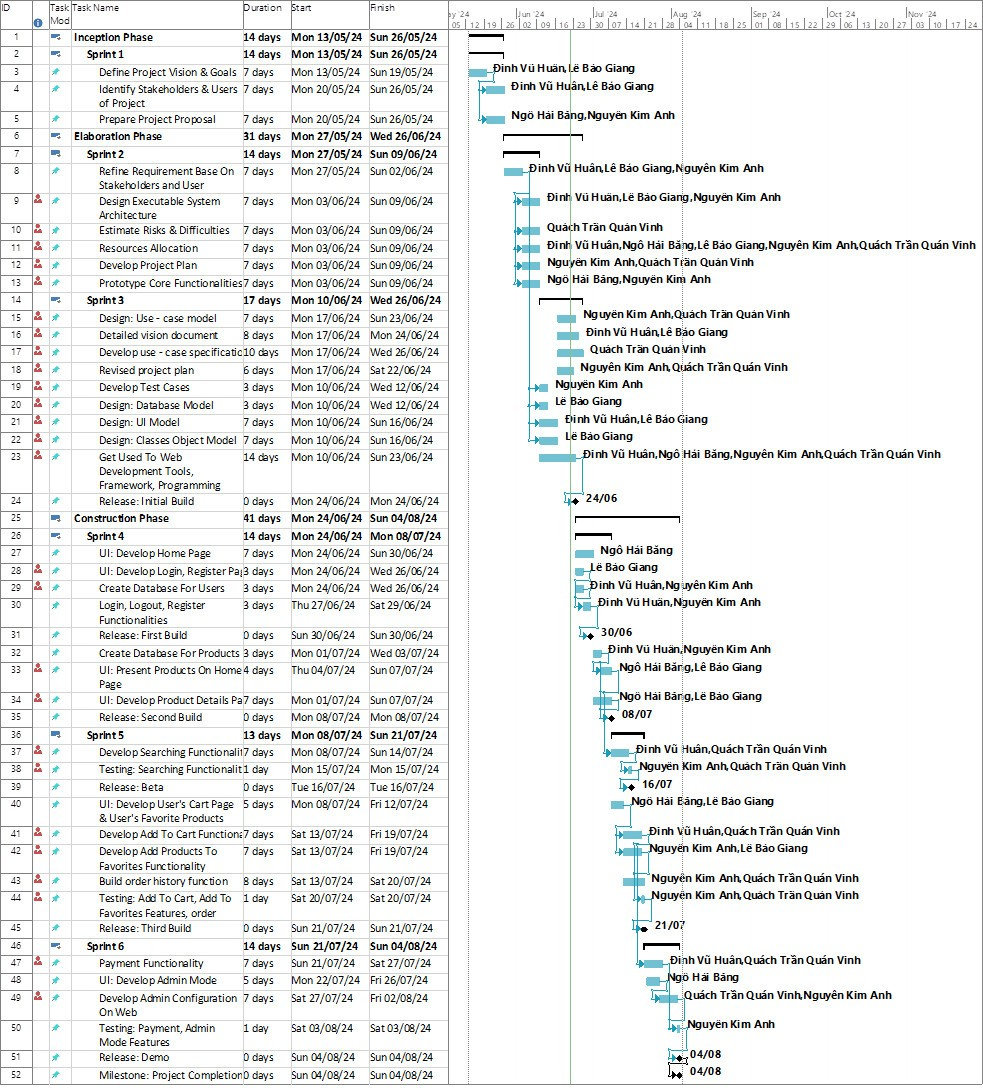 ID Task Mod Task Name Duration Start Finish
ay '24 Jun '24 Jul '24 Aug '24 Sep '24 Oct '24 Nov '24
05 12 19 26 02 09 16 23 30 07 14 21 28 04 11 18 25 01 08 15 22 29 06 13 20 27 03 10 17 24
1 Inception Phase 14 days Mon 13/05/24 Sun 26/05/24
2 Sprint 1 14 days Mon 13/05/24 Sun 26/05/24
3 Define Project Vision & Goals 7 days Mon 13/05/24 Sun 19/05/24 Đinh Vũ Huân,Lê Bảo Giang
4 Identify Stakeholders & Users 7 days Mon 20/05/24 Sun 26/05/24 Đinh Vũ Huân,Lê Bảo Giang
of Project
5 Prepare Project Proposal 7 days Mon 20/05/24 Sun 26/05/24 Ngô Hải Băng,Nguyên Kim Anh
6 Elaboration Phase 31 days Mon 27/05/24 Wed 26/06/24
7 Sprint 2 14 days Mon 27/05/24 Sun 09/06/24
8 Refine Requirement Base On 7 days Mon 27/05/24 Sun 02/06/24 Đinh Vũ Huân,Lê Bảo Giang,Nguyên Kim Anh
Stakeholders and User
9 Design Executable System 7 days Mon 03/06/24 Sun 09/06/24 Đinh Vũ Huân,Lê Bảo Giang,Nguyên Kim Anh
Architecture
10 Estimate Risks & Difficulties 7 days Mon 03/06/24 Sun 09/06/24 Quách Trần Quán Vinh
11 Resources Allocation 7 days Mon 03/06/24 Sun 09/06/24 Đinh Vũ Huân,Ngô Hải Băng,Lê Bảo Giang,Nguyên Kim Anh,Quách Trần Quán Vinh
12 Develop Project Plan 7 days Mon 03/06/24 Sun 09/06/24 Nguyên Kim Anh,Quách Trần Quán Vinh
13 Prototype Core Functionalities 7 days Mon 03/06/24 Sun 09/06/24 Ngô Hải Băng,Nguyên Kim Anh
14 Sprint 3 17 days Mon 10/06/24 Wed 26/06/24
15 Design: Use - case model 7 days Mon 17/06/24 Sun 23/06/24 Nguyên Kim Anh,Quách Trần Quán Vinh
16 Detailed vision document 8 days Mon 17/06/24 Mon 24/06/24 Đinh Vũ Huân,Lê Bảo Giang
17 Develop use - case specificatio 10 days Mon 17/06/24 Wed 26/06/24 Quách Trần Quán Vinh
18 Revised project plan 6 days Mon 17/06/24 Sat 22/06/24 Nguyên Kim Anh,Quách Trần Quán Vinh
19 Develop Test Cases 3 days Mon 10/06/24 Wed 12/06/24 Nguyên Kim Anh
20 Design: Database Model 3 days Mon 10/06/24 Wed 12/06/24 Lê Bảo Giang
21 Design: UI Model 7 days Mon 10/06/24 Sun 16/06/24 Đinh Vũ Huân,Lê Bảo Giang
22 Design: Classes Object Model 7 days Mon 10/06/24 Sun 16/06/24 Lê Bảo Giang
23 Get Used To Web 14 days Mon 10/06/24 Sun 23/06/24 Đinh Vũ Huân,Ngô Hải Băng,Nguyên Kim Anh,Quách Trần Quán Vinh
Development Tools,
Framework, Programming
24 Release: Initial Build 0 days Mon 24/06/24 Mon 24/06/24 24/06
25 Construction Phase 41 days Mon 24/06/24 Sun 04/08/24
26 Sprint 4 14 days Mon 24/06/24 Mon 08/07/24
27 UI: Develop Home Page 7 days Mon 24/06/24 Sun 30/06/24 Ngô Hải Băng
28 UI: Develop Login, Register Pag 3 days Mon 24/06/24 Wed 26/06/24 Lê Bảo Giang
29 Create Database For Users 3 days Mon 24/06/24 Wed 26/06/24 Đinh Vũ Huân,Nguyên Kim Anh
30 Login, Logout, Register 3 days Thu 27/06/24 Sat 29/06/24 Đinh Vũ Huân,Nguyên Kim Anh
Functionalities
31 Release: First Build 0 days Sun 30/06/24 Sun 30/06/24 30/06
32 Create Database For Products 3 days Mon 01/07/24 Wed 03/07/24 Đinh Vũ Huân,Nguyên Kim Anh
33 UI: Present Products On Home 4 days Thu 04/07/24 Sun 07/07/24 Ngô Hải Băng,Lê Bảo Giang
Page
34 UI: Develop Product Details Pa 7 days Mon 01/07/24 Sun 07/07/24 Ngô Hải Băng,Lê Bảo Giang
35 Release: Second Build 0 days Mon 08/07/24 Mon 08/07/24 08/07
36 Sprint 5 13 days Mon 08/07/24 Sun 21/07/24
37 Develop Searching Functionalit 7 days Mon 08/07/24 Sun 14/07/24 Đinh Vũ Huân,Quách Trần Quán Vinh
38 Testing: Searching Functionalit 1 day Mon 15/07/24 Mon 15/07/24 Nguyên Kim Anh,Quách Trần Quán Vinh
39 Release: Beta 0 days Tue 16/07/24 Tue 16/07/24 16/07
40 UI: Develop User's Cart Page 5 days Mon 08/07/24 Fri 12/07/24 Ngô Hải Băng,Lê Bảo Giang
& User's Favorite Products
41 Develop Add To Cart Functiona 7 days Sat 13/07/24 Fri 19/07/24 Đinh Vũ Huân,Quách Trần Quán Vinh
42 Develop Add Products To 7 days Sat 13/07/24 Fri 19/07/24 Nguyên Kim Anh,Lê Bảo Giang
Favorites Functionality
43 Build order history function 8 days Sat 13/07/24 Sat 20/07/24 Nguyên Kim Anh,Quách Trần Quán Vinh
44 Testing: Add To Cart, Add To 1 day Sat 20/07/24 Sat 20/07/24 Nguyên Kim Anh,Quách Trần Quán Vinh
Favorites Features, order
45 Release: Third Build 0 days Sun 21/07/24 Sun 21/07/24 21/07
46 Sprint 6 14 days Sun 21/07/24 Sun 04/08/24
47 Payment Functionality 7 days Sun 21/07/24 Sat 27/07/24 Đinh Vũ Huân,Quách Trần Quán Vinh
48 UI: Develop Admin Mode 5 days Mon 22/07/24 Fri 26/07/24 Ngô Hải Băng
49 Develop Admin Configuration 7 days Sat 27/07/24 Fri 02/08/24 Quách Trần Quán Vinh,Nguyên Kim Anh
On Web
50 Testing: Payment, Admin 1 day Sat 03/08/24 Sat 03/08/24 Nguyên Kim Anh
Mode Features
51 Release: Demo 0 days Sun 04/08/24 Sun 04/08/24 04/08
52 Milestone: Project Completion 0 days Sun 04/08/24 Sun 04/08/24 04/08